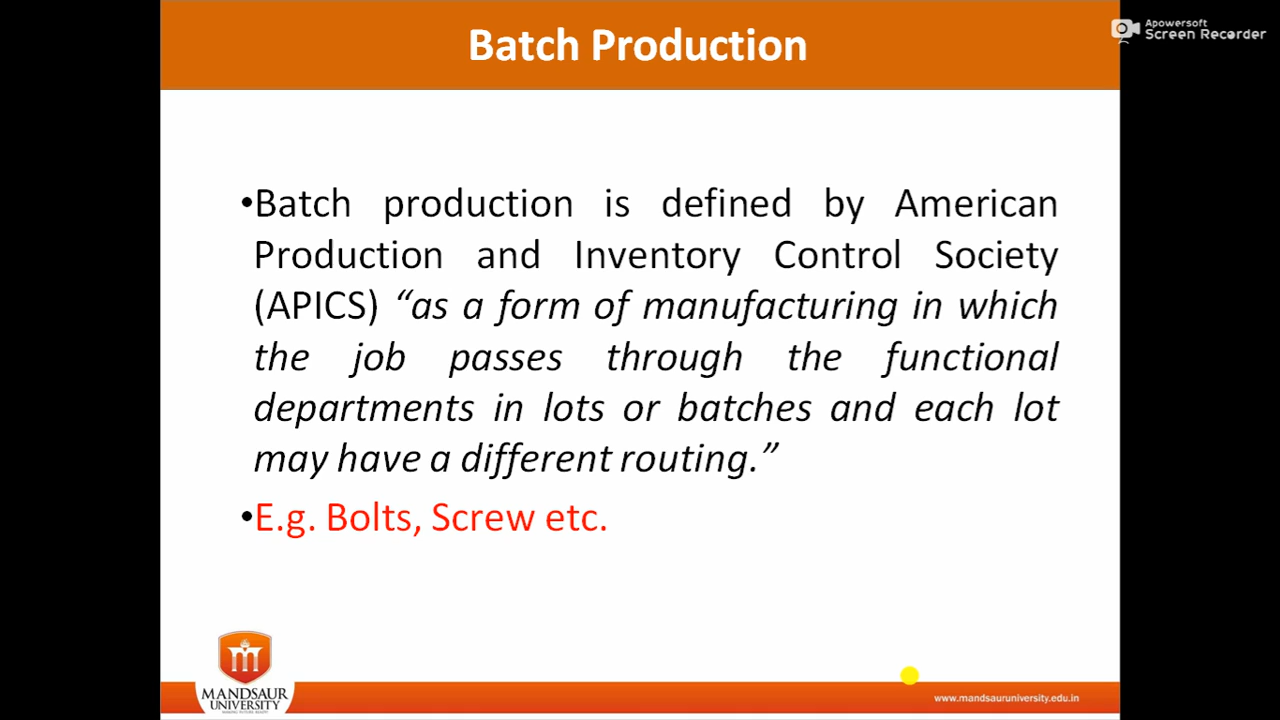 Batch Production
Apowersoft
Screen Recorder
•Batch production is defined by American
Production and Inventory Control Society
(APICS) “as a form of manufacturing in which
the job passes through the functional
departments in lots or batches and each lot
may have a different routing.”
•E.g. Bolts, Screw etc.
MANDSAUR
UNIVERSITY
www.mandsauruniversity.edu.in